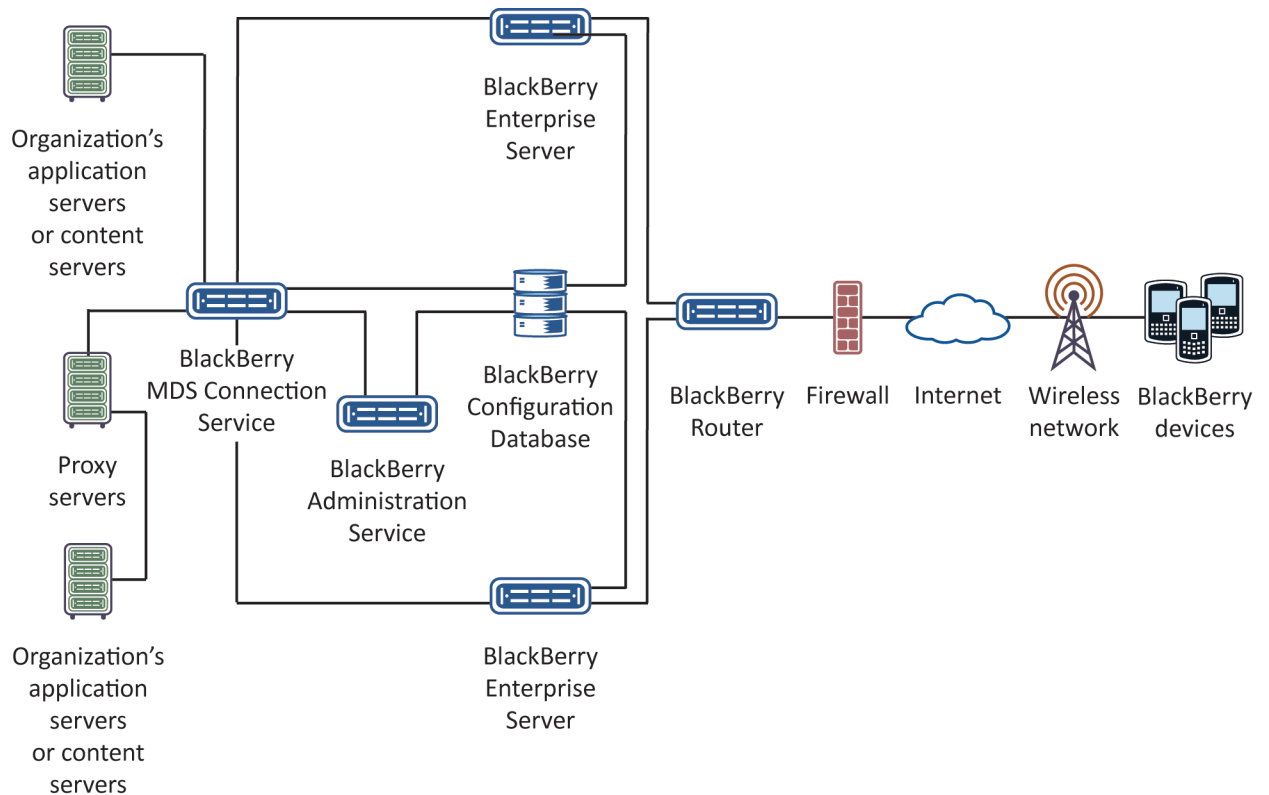 BlackBerry
Enterprise
Server
Organization's
application
servers
or content
servers
BlackBerry
MDS Connection
Service
BlackBerry
Configuration
Database
BlackBerry
Router
Firewall
Internet
Wireless
network
BlackBerry
devices
Proxy
servers
BlackBerry
Administration
Service
Organization's
application
servers
or content
servers
BlackBerry
Enterprise
Server